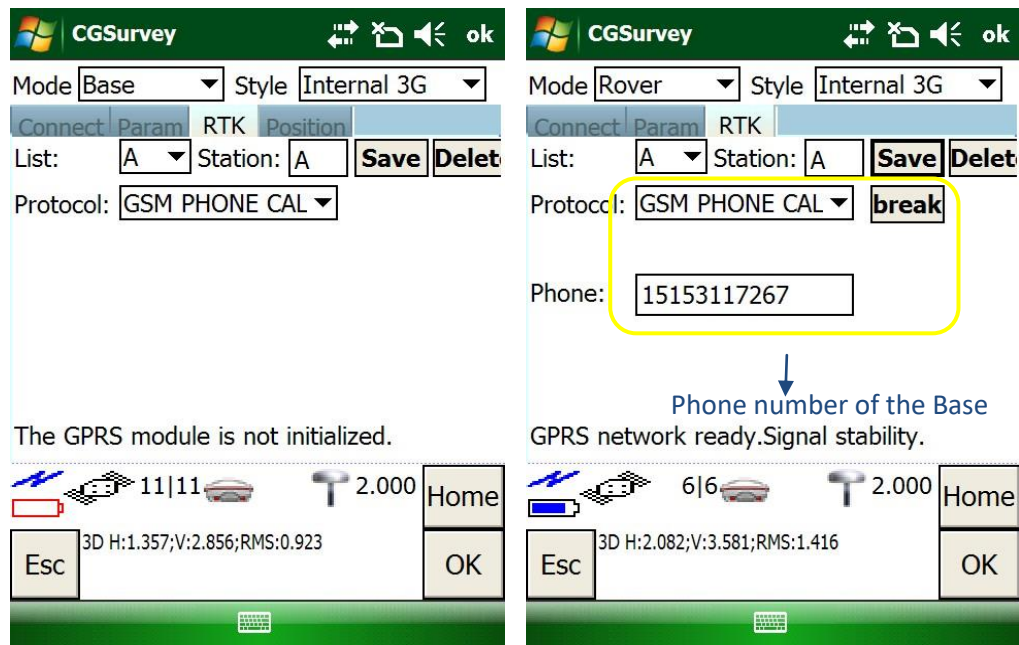 CGSurvey ok
Mode Base Style Internal 3G
Connect Param RTK Position
List: A Station: A Save Delet
Protocol: GSM PHONE CAL
The GPRS module is not initialized.
11|11 2.000 Home
3D H:1.357;V:2.856;RMS:0.923
Esc OK
CGSurvey ok
Mode Rover Style Internal 3G
Connect Param RTK
List: A Station: A Save Delet
Protocol: GSM PHONE CAL break
Phone: 15153117267
Phone number of the Base
GPRS network ready.Signal stability.
6|6 2.000 Home
3D H:2.082;V:3.581;RMS:1.416
Esc OK